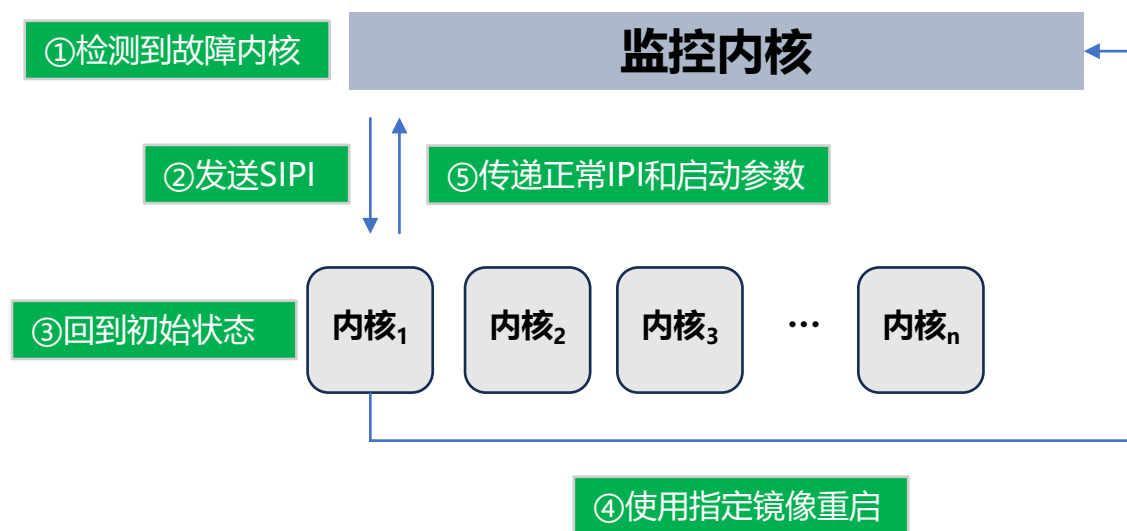 ①检测到故障内核
监控内核
②发送SIPI
⑤传递正常IPI和启动参数
③回到初始状态
内核1
内核2
内核3
...
内核n
④使用指定镜像重启